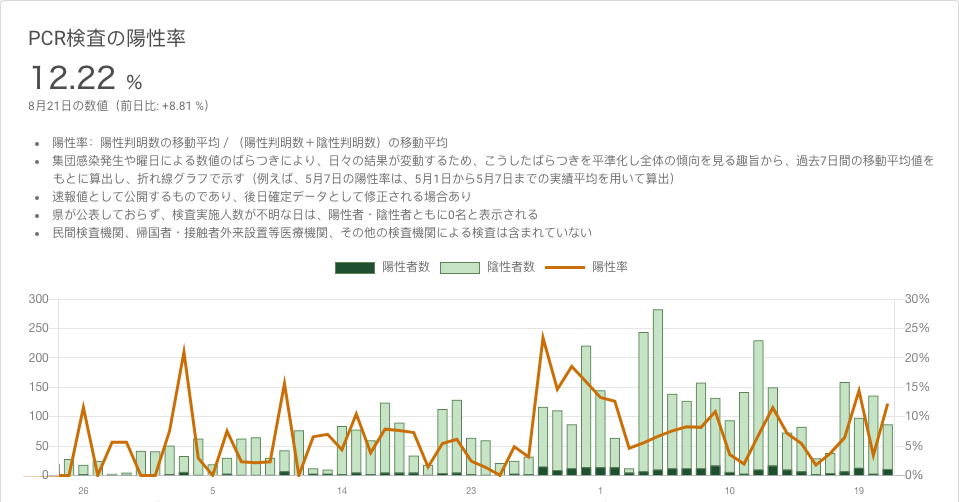 PCR検査の陽性率
12.22 %
8月21日の数値（前日比: +8.81 %）
• 陽性率：陽性判明数の移動平均 / （陽性判明数＋陰性判明数）の移動平均
• 集団感染発生や曜日による数値のばらつきにより、日々の結果が変動するため、こうしたばらつきを平準化し全体の傾向を見る趣旨から、過去7日間の移動平均値を
もとに算出し、折れ線グラフで示す（例えば、5月7日の陽性率は、5月1日から5月7日までの実績平均を用いて算出）
• 速報値として公開するものであり、後日確定データとして修正される場合あり
• 県が公表しておらず、検査実施人数が不明な日は、陽性者・陰性者ともに0名と表示される
• 民間検査機関、帰国者・接触者外来設置等医療機関、その他の検査機関による検査は含まれていない
陽性者数 陰性者数 陽性率
300 30%
250 25%
200 20%
150 15%
100 10%
50 5%
0 0%
26 5 14 23 1 10 19